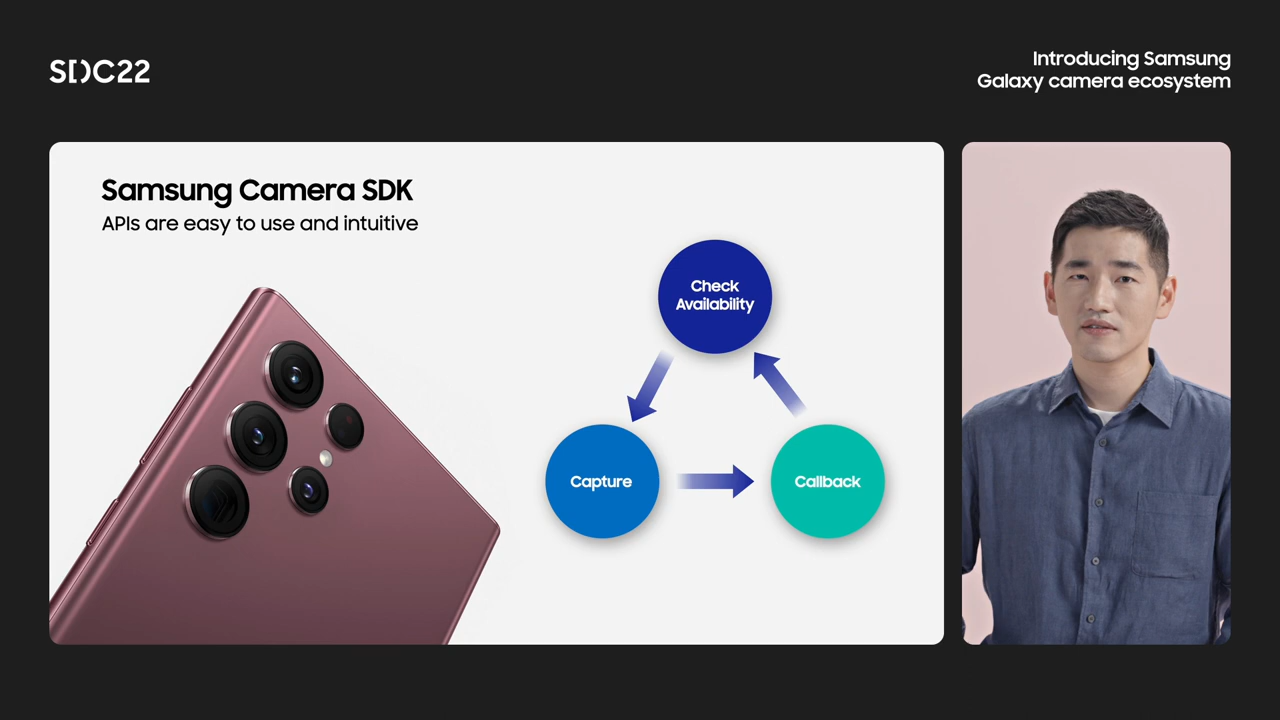 SDC22
Introducing Samsung
Galaxy camera ecosystem
Samsung Camera SDK
APIs are easy to use and intuitive
Check
Availability
Capture
Callback